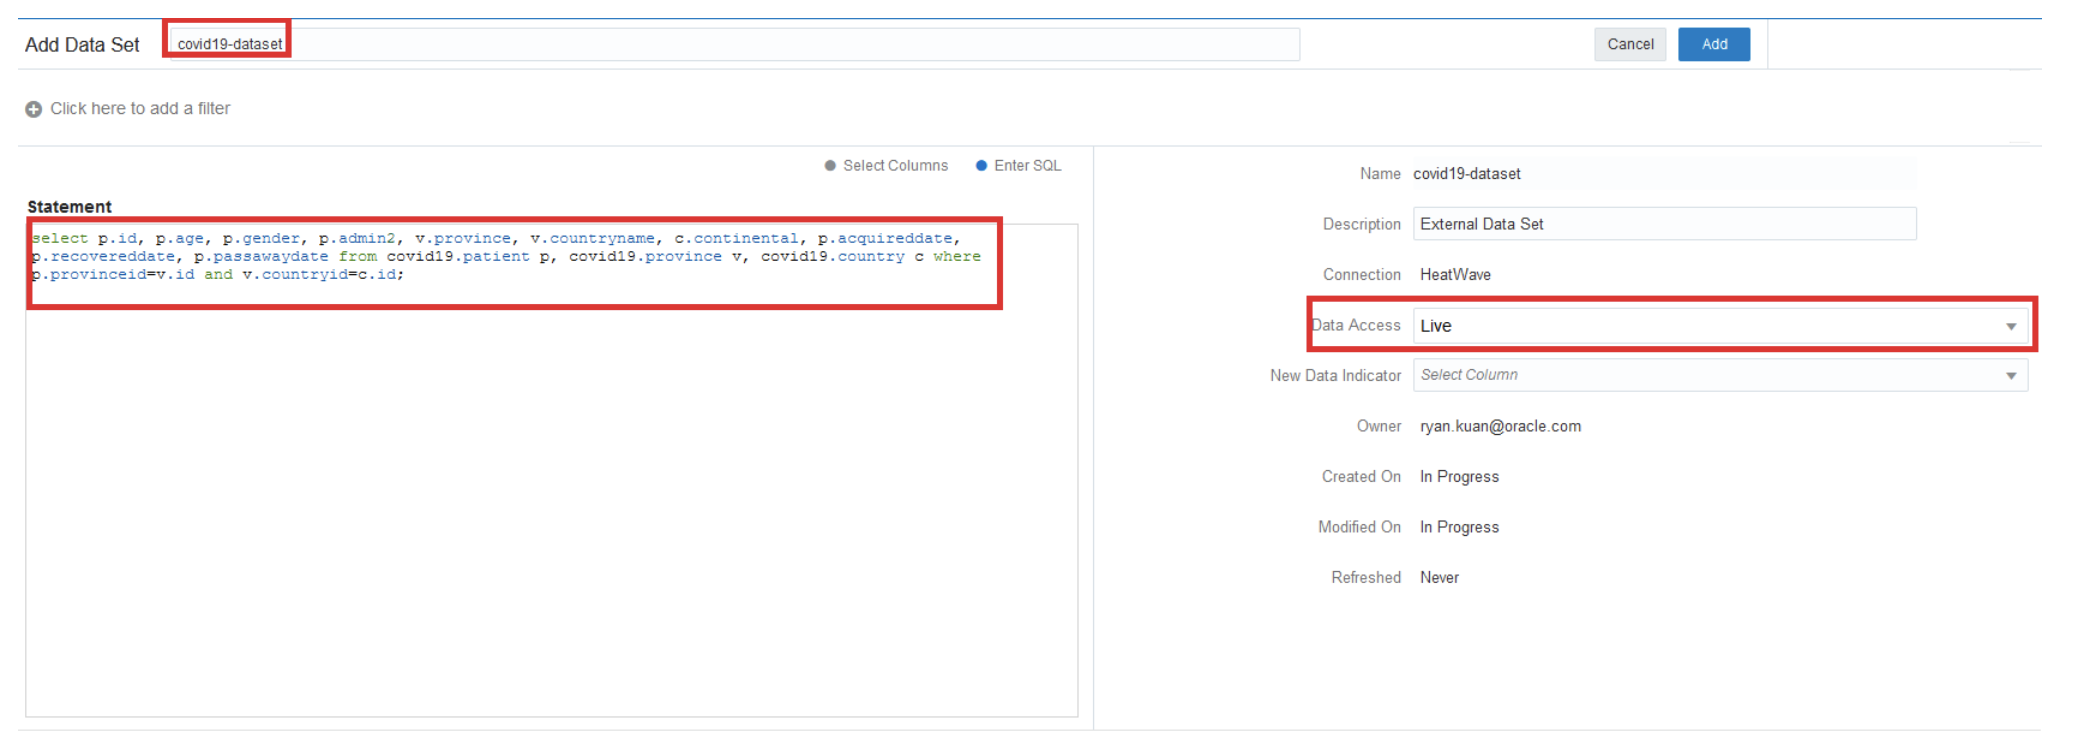 Add Data Set covid19-dataset Cancel Add
Click here to add a filter
Select Columns Enter SQL
Statement
select p.id, p.age, p.gender, p.admin2, v.province, v.countryname, c.continental, p.acquireddate,
p.recovereddate, p.passawaydate from covid19.patient p, covid19.province v, covid19.country c where
p.provinceid=v.id and v.countryid=c.id;
Name covid19-dataset
Description External Data Set
Connection HeatWave
Data Access Live
New Data Indicator Select Column
Owner ryan.kuan@oracle.com
Created On In Progress
Modified On In Progress
Refreshed Never